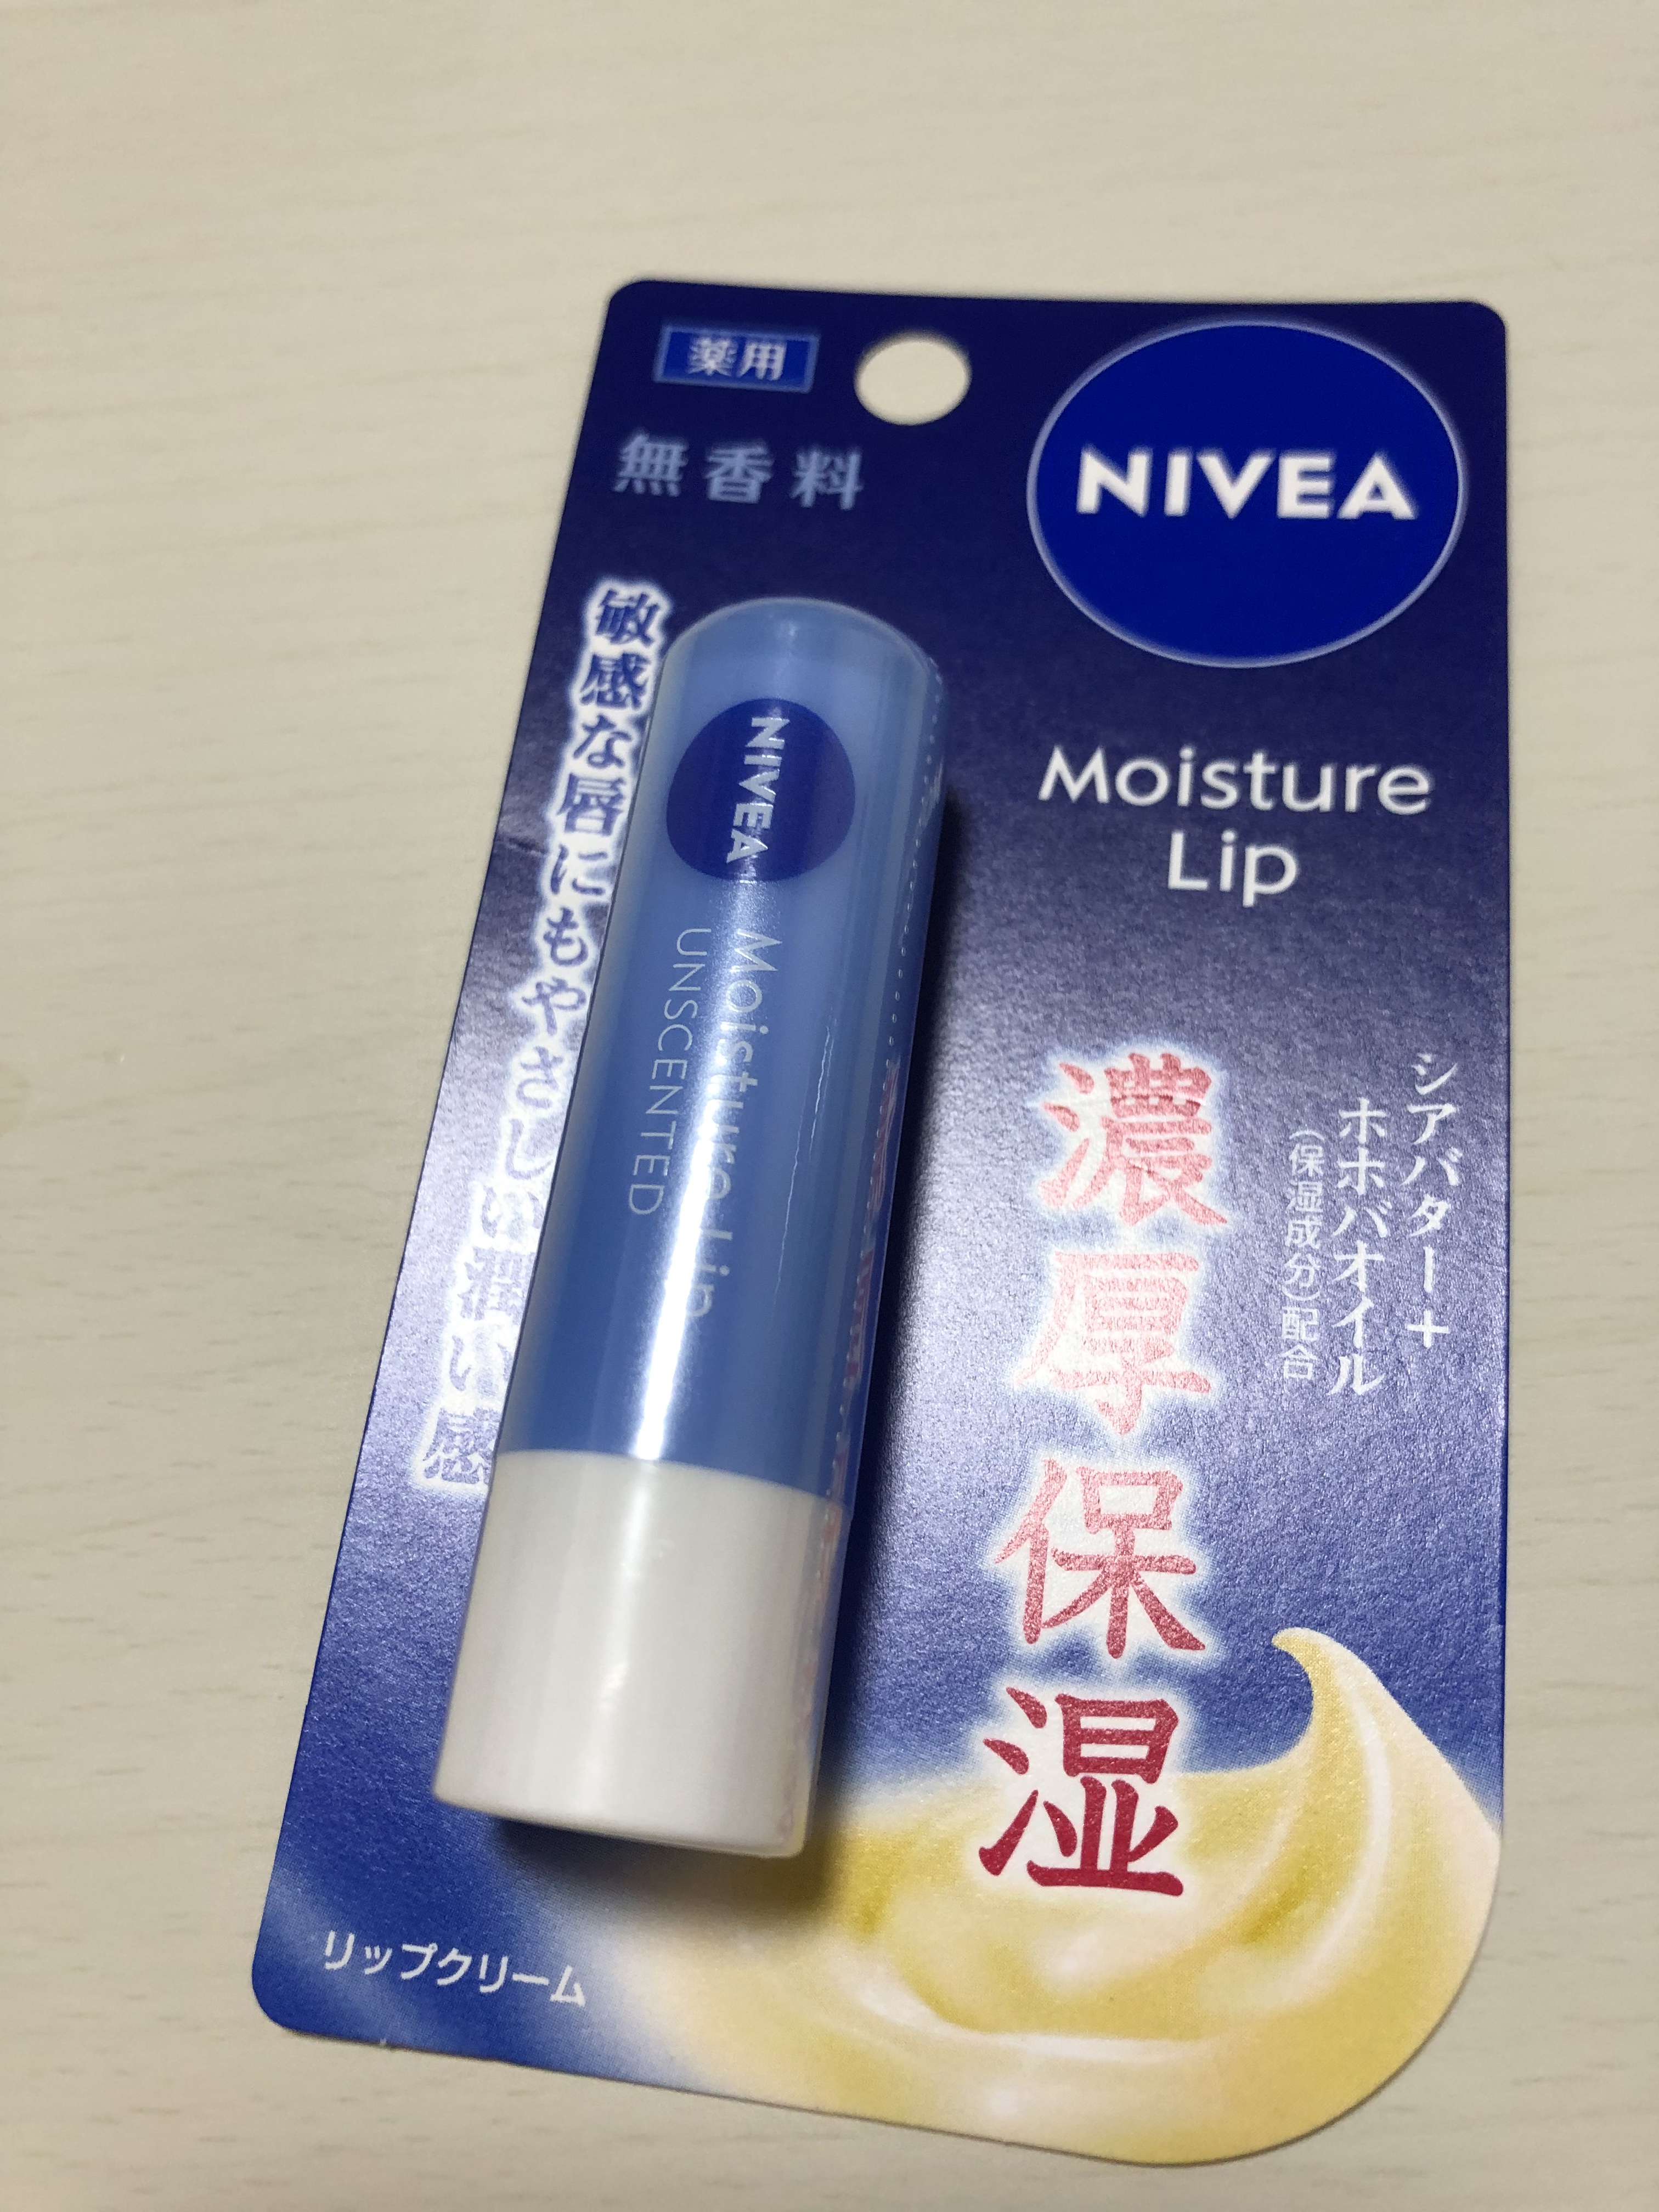 薬用
無香料
NIVEA
Moisture
Lip
シアバター+
ホホバオイル
(保湿成分)配合
濃厚保湿
敏感な唇にもやさしい潤い感
NIVEA
Moisture Lip
UNSCENTED
リップクリーム